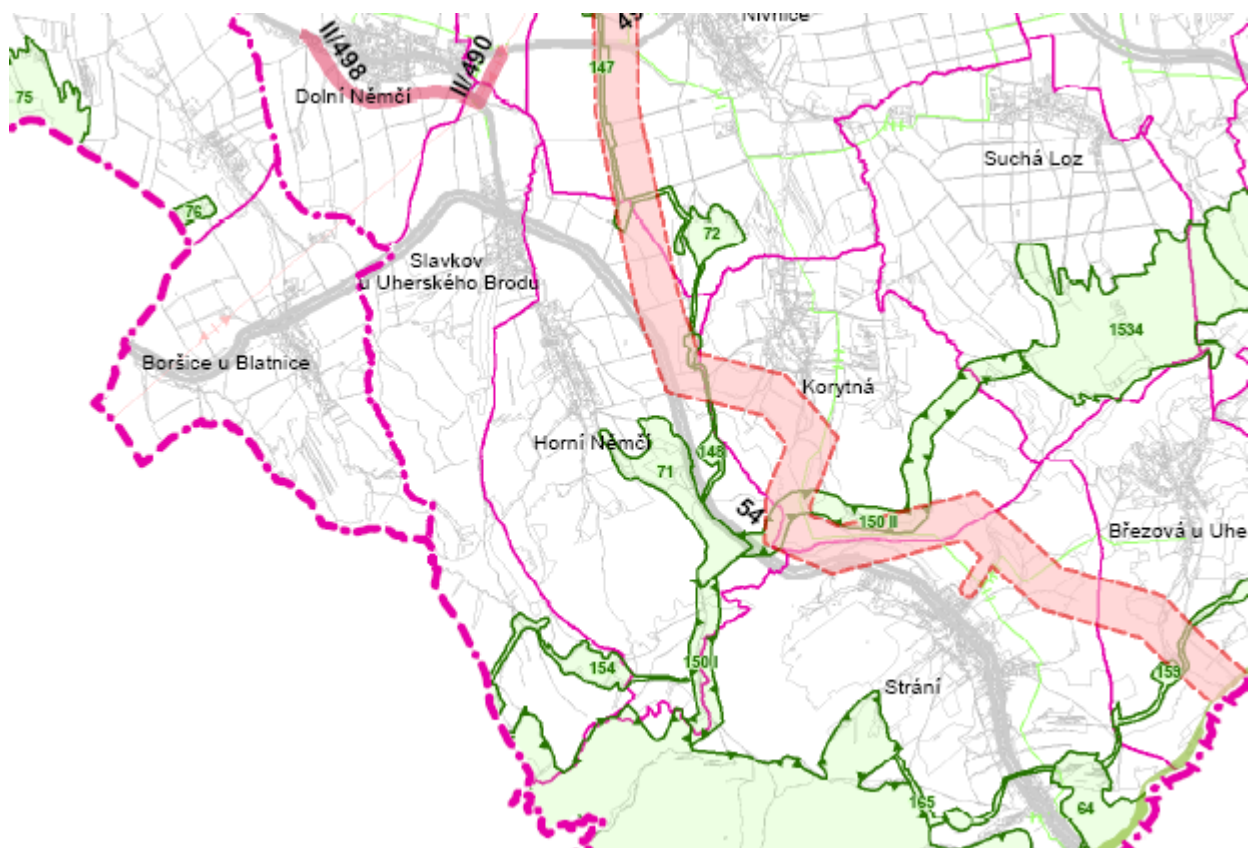 Nivnice
II/498
II/490
147
Dolní Němčí
75
Suchá Loz
76
72
Slavkov
u Uherského Brodu
1534
Boršice u Blatnice
Korytná
Horní Němčí
148
71
54
150 II
Březová u Uhe
154
150 I
153
Strání
165
64